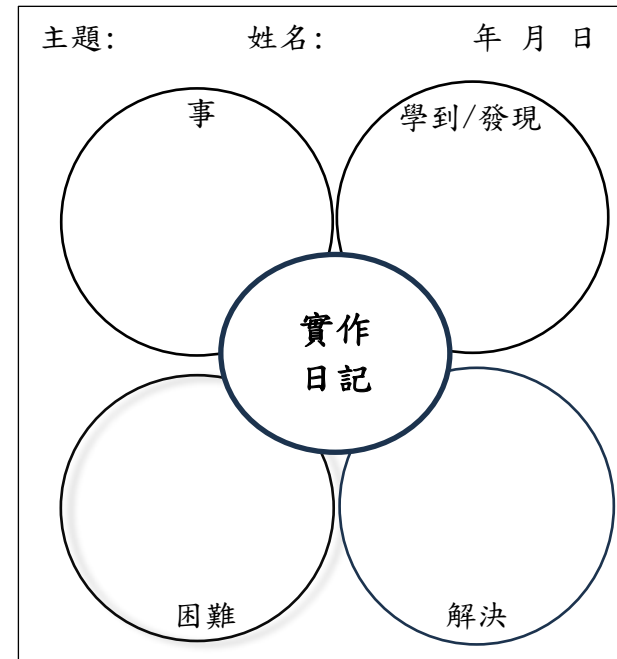 主題: 姓名: 年 月 日
事
學到/發現
實作
日記
困難
解決